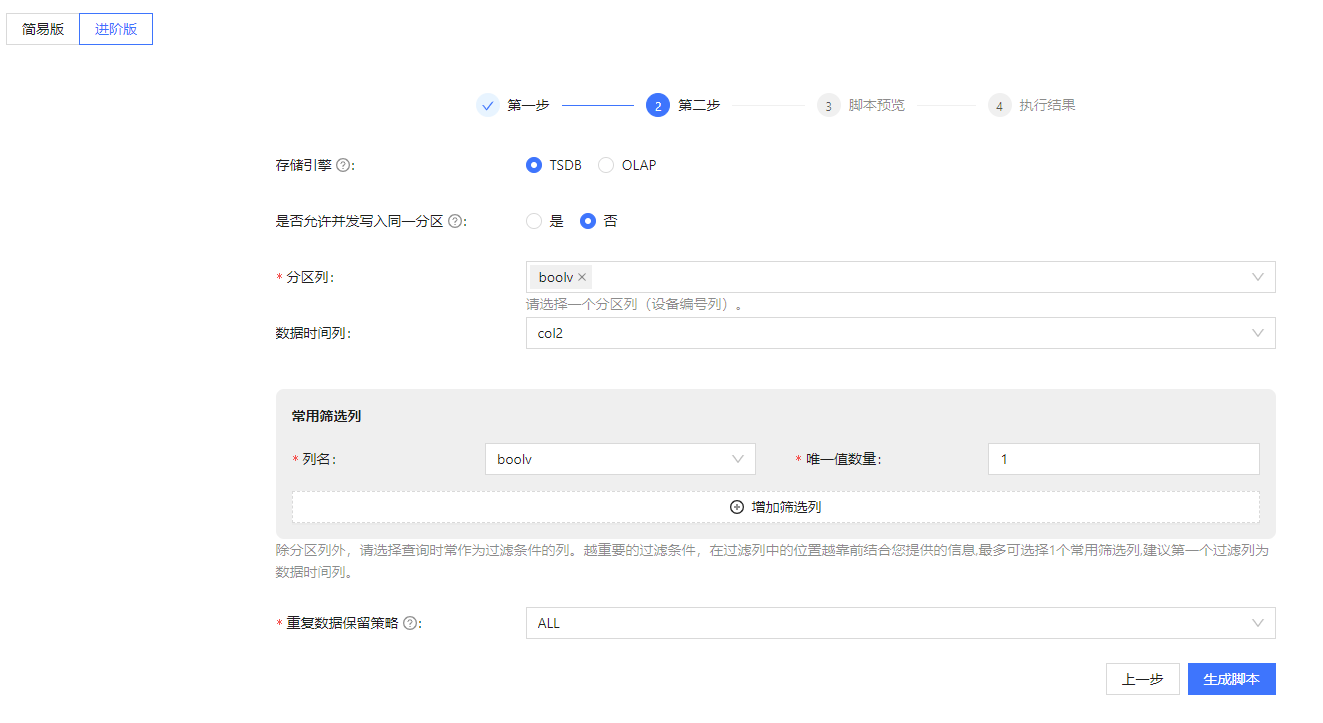 简易版 进阶版
第一步 2 第二步 3 脚本预览 4 执行结果
存储引擎 ?: TSDB OLAP
是否允许并发写入同一分区 ?: 是 否
* 分区列: boolv ×
请选择一个分区列（设备编号列）。
数据时间列: col2
常用筛选列
* 列名: boolv * 唯一值数量: 1
增加筛选列
除分区列外，请选择查询时常作为过滤条件的列。越重要的过滤条件，在过滤列中的位置越靠前结合您提供的信息,最多可选择1个常用筛选列,建议第一个过滤列为
数据时间列。
* 重复数据保留策略 ?: ALL
上一步 生成脚本